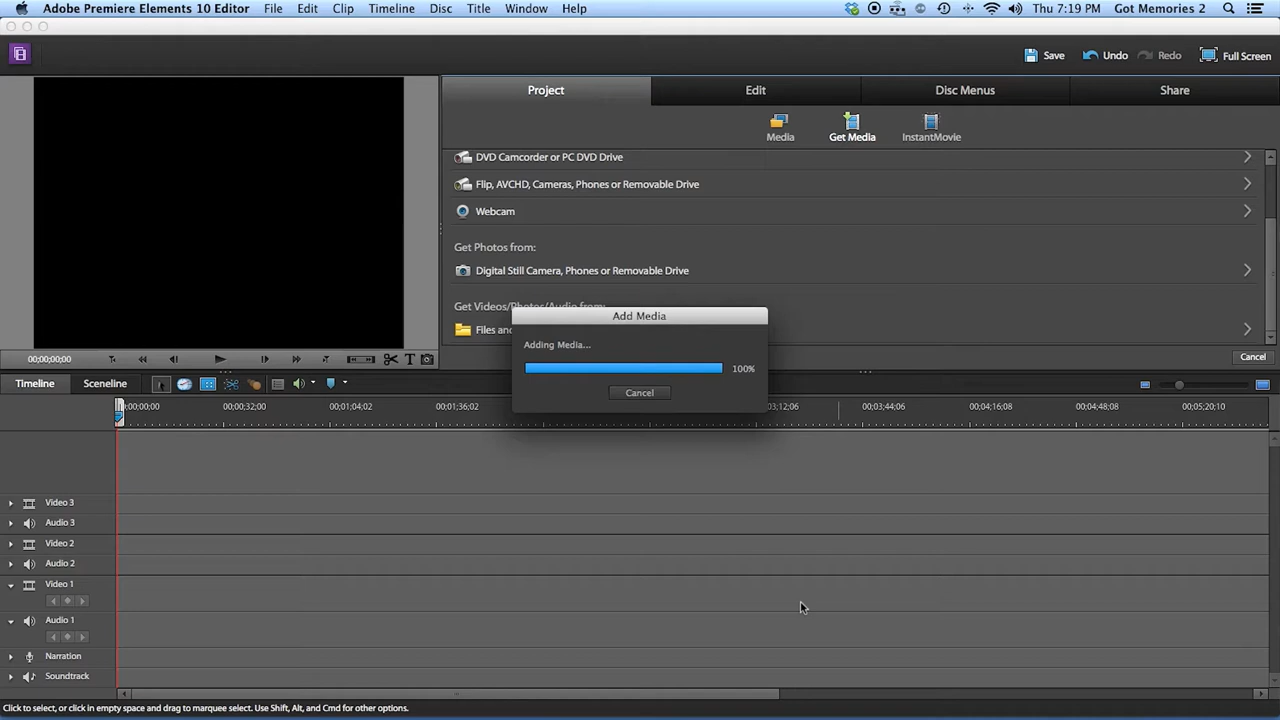 Adobe Premiere Elements 10 Editor File Edit Clip Timeline Disc Title Window Help Thu 7:19 PM Got Memories 2
Save Undo Redo Full Screen
Project Edit Disc Menus Share
Media Get Media InstantMovie
DVD Camcorder or PC DVD Drive
Flip, AVCHD, Cameras, Phones or Removable Drive
Webcam
Get Photos from:
Digital Still Camera, Phones or Removable Drive
Get Videos/Photos/Audio from:
Files and
Add Media
Adding Media...
100%
Cancel
00;00;00;00
Cancel
Timeline Sceneline
;00;00;00 00;00;32;00 00;01;04;02 00;01;36;02 03;12;06 00;03;44;06 00;04;16;08 00;04;48;08 00;05;20;10
Video 3
Audio 3
Video 2
Audio 2
Video 1
Audio 1
Narration
Soundtrack
Click to select, or click in empty space and drag to marquee select. Use Shift, Alt, and Cmd for other options.